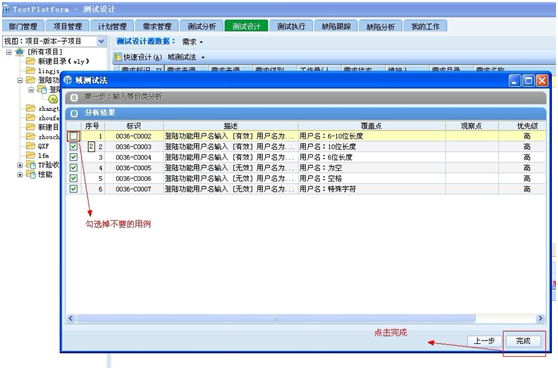 TestPlatform - 测试设计
部门管理 项目管理 计划管理 需求管理 测试分析 测试设计 测试执行 缺陷跟踪 缺陷分析 我的工作
视图：项目-版本-子项目
测试设计源数据： 需求
[所有项目]
快速设计(A) 域测试法
新建目录（wly）
lingjs
登陆功
登
zhangt
zhoufe
新建目
zhouch
QXF
lfm
TP验收
性能
域测试法
第一步：输入等价类分析
分析结果
序号 标识 描述 覆盖点 观察点 优先级
1 0036-C0002 登陆功能用户名输入 [有效] 用户名为... 用户名：6-10位长度 高
2 2 0036-C0003 登陆功能用户名输入 [有效] 用户名为... 用户名：10位长度 高
3 0036-C0004 登陆功能用户名输入 [有效] 用户名为... 用户名：6位长度 高
4 0036-C0005 登陆功能用户名输入 [无效] 用户名为... 用户名：为空 高
5 0036-C0006 登陆功能用户名输入 [无效] 用户名为... 用户名：空格 高
6 0036-C0007 登陆功能用户名输入 [无效] 用户名为... 用户名：特殊字符 高
勾选掉不要的用例
点击完成
上一步 完成